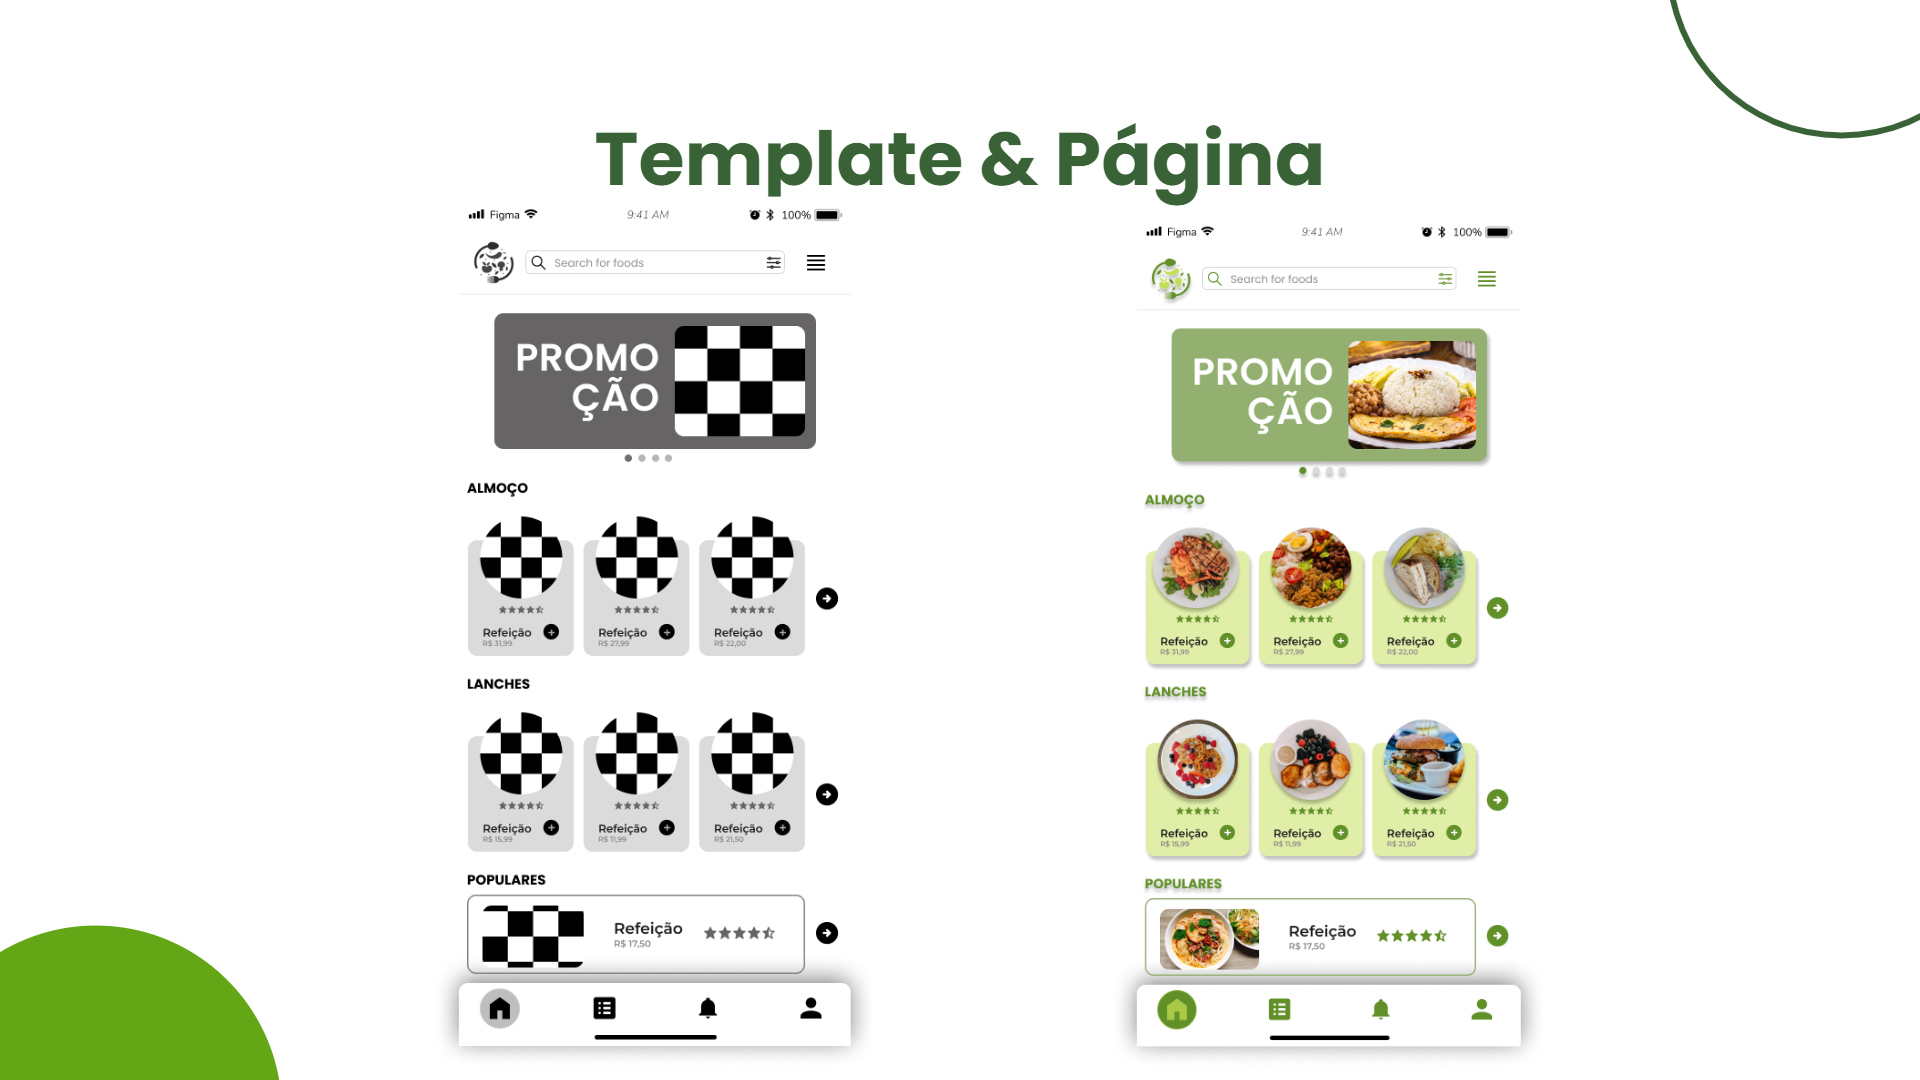 Template & Página
Figma
9:41 AM
100%
Search for foods
PROMO
ÇÃO
ALMOÇO
Refeição
R$ 31,99
Refeição
R$ 27,99
Refeição
R$ 22,00
LANCHES
Refeição
R$ 15,99
Refeição
R$ 11,99
Refeição
R$ 21,50
POPULARES
Refeição
R$ 17,50
Figma
9:41 AM
100%
Search for foods
PROMO
ÇÃO
ALMOÇO
Refeição
R$ 31,99
Refeição
R$ 27,99
Refeição
R$ 22,00
LANCHES
Refeição
R$ 15,99
Refeição
R$ 11,99
Refeição
R$ 21,50
POPULARES
Refeição
R$ 17,50